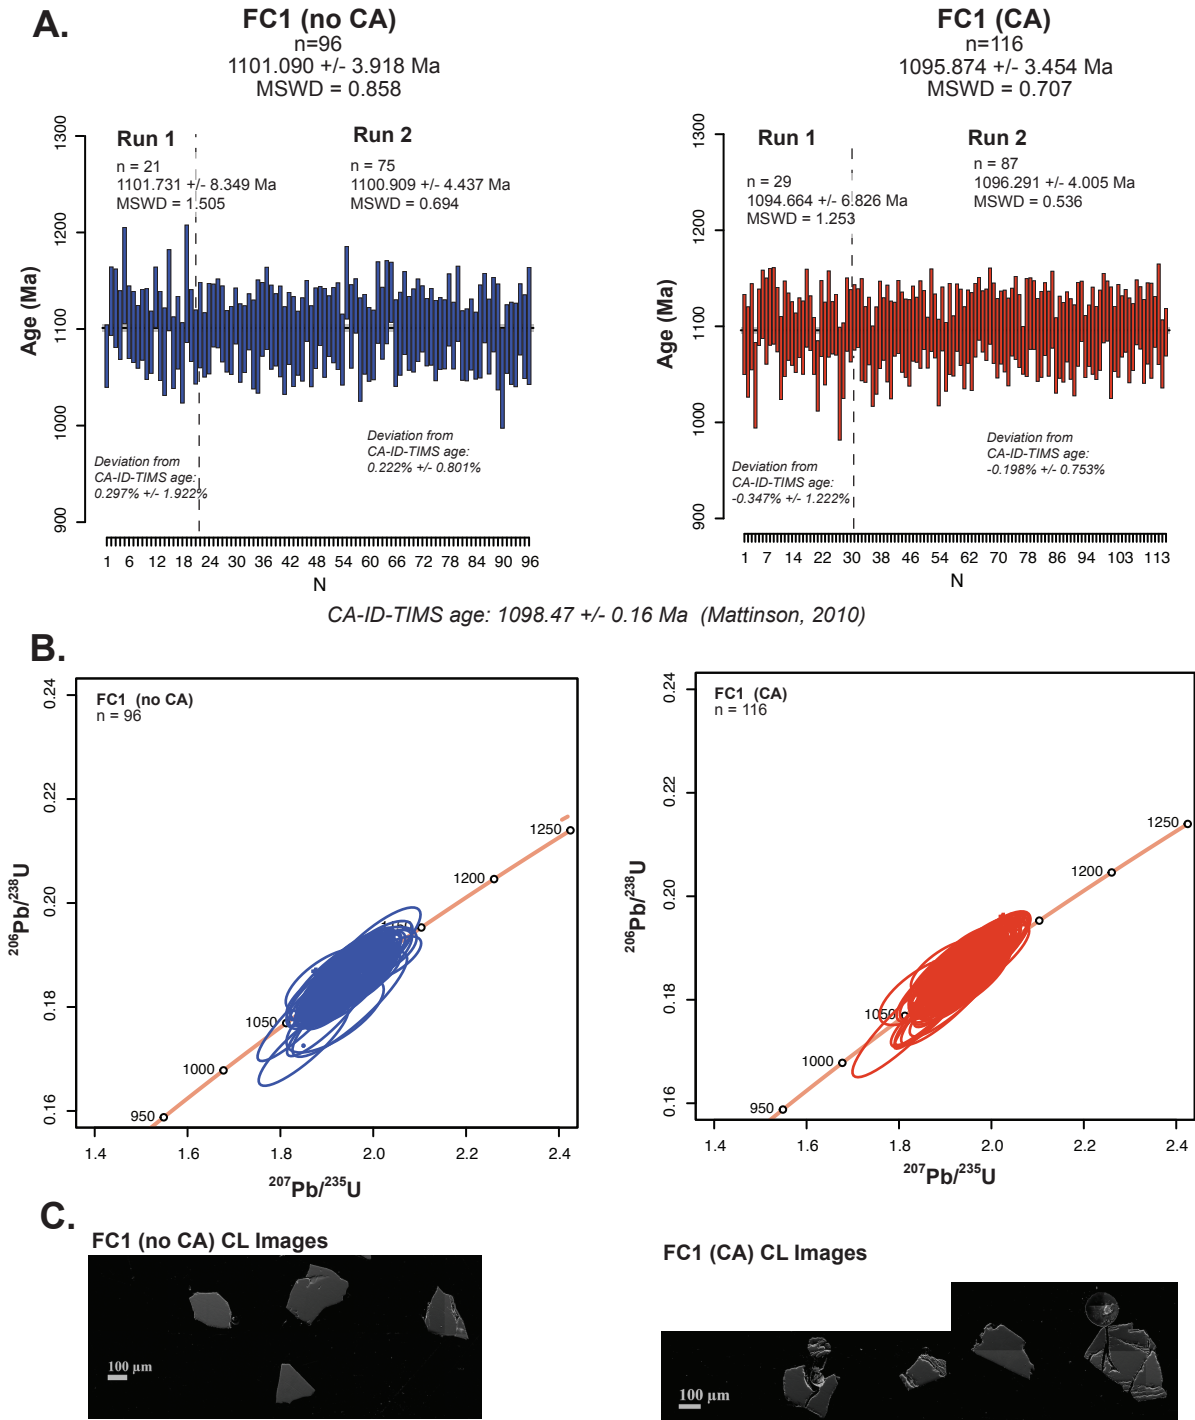 A.
FC1 (no CA)
n=96
1101.090 +/- 3.918 Ma
MSWD = 0.858
Run 1
n = 21
1101.731 +/- 8.349 Ma
MSWD = 1.505
Run 2
n = 75
1100.909 +/- 4.437 Ma
MSWD = 0.694
Age (Ma)
1300
1200
1100
1000
900
Deviation from
CA-ID-TIMS age:
0.297% +/- 1.922%
Deviation from
CA-ID-TIMS age:
0.222% +/- 0.801%
1 6 12 18 24 30 36 42 48 54 60 66 72 78 84 90 96
N
FC1 (CA)
n=116
1095.874 +/- 3.454 Ma
MSWD = 0.707
Run 1
n = 29
1094.664 +/- 6.826 Ma
MSWD = 1.253
Run 2
n = 87
1096.291 +/- 4.005 Ma
MSWD = 0.536
Age (Ma)
1300
1200
1100
1000
900
Deviation from
CA-ID-TIMS age:
-0.347% +/- 1.222%
Deviation from
CA-ID-TIMS age:
-0.198% +/- 0.753%
1 7 14 22 30 38 46 54 62 70 78 86 94 103 113
N
CA-ID-TIMS age: 1098.47 +/- 0.16 Ma (Mattinson, 2010)
B.
FC1 (no CA)
n = 96
206Pb/238U
0.24
0.22
0.20
0.18
0.16
1250
1200
1050
1000
950
1.4 1.6 1.8 2.0 2.2 2.4
207Pb/235U
FC1 (CA)
n = 116
206Pb/238U
0.24
0.22
0.20
0.18
0.16
1250
1200
1050
1000
950
1.4 1.6 1.8 2.0 2.2 2.4
207Pb/235U
C.
FC1 (no CA) CL Images
100 µm
FC1 (CA) CL Images
100 µm